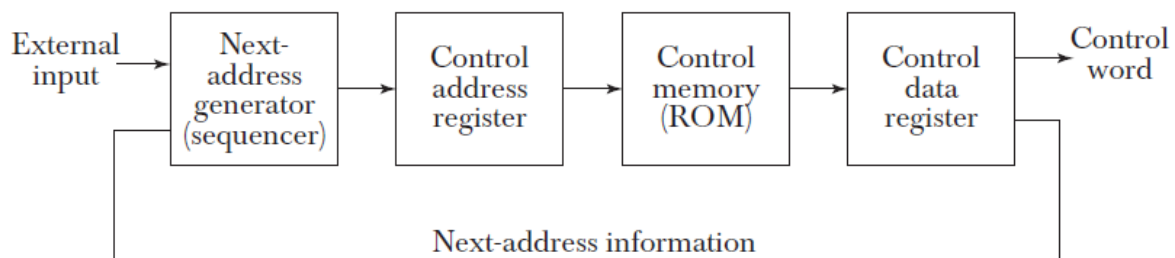 External
input
Next-
address
generator
(sequencer)
Control
address
register
Control
memory
(ROM)
Control
data
register
Control
word
Next-address information